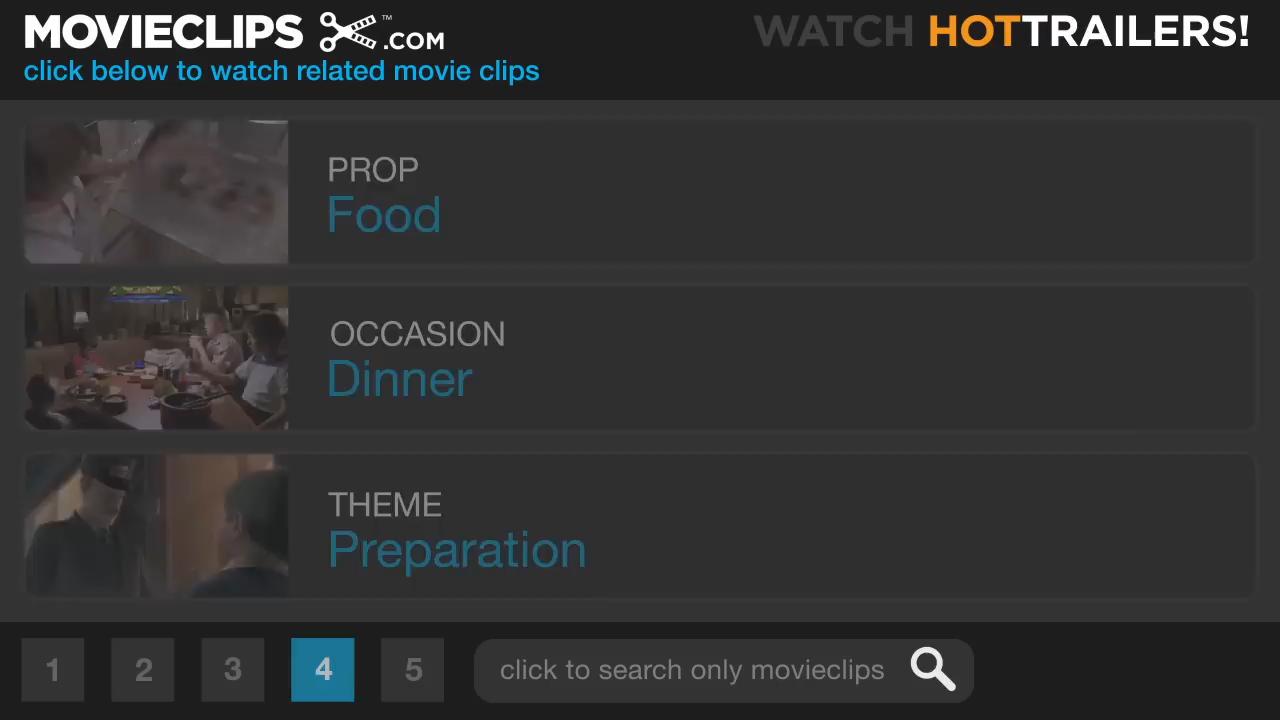 MOVIECLIPS ™ .COM
WATCH HOTTRAILERS!
click below to watch related movie clips
PROP
Food
OCCASION
Dinner
THEME
Preparation
1 2 3 4 5 click to search only movieclips